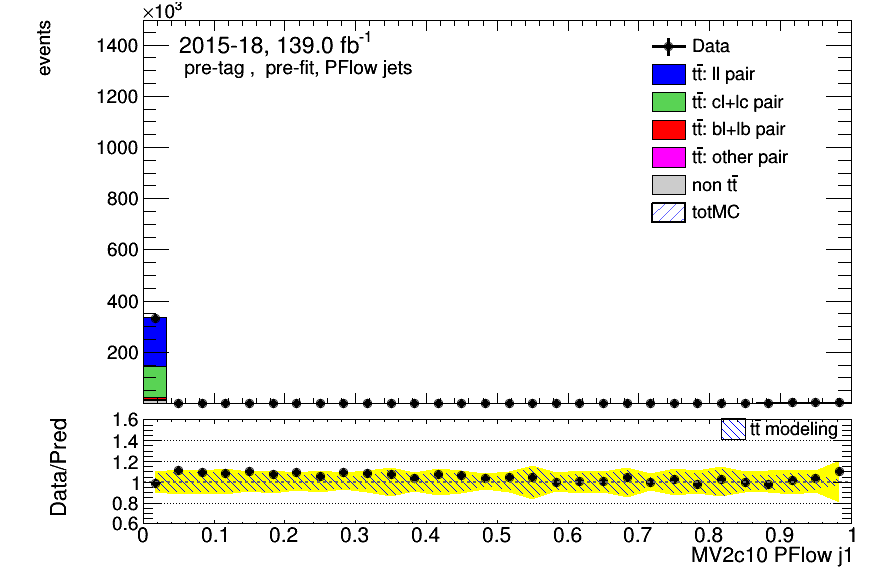 ×10³
events
1400
1200
1000
800
600
400
200
2015-18, 139.0 fb⁻¹
pre-tag , pre-fit, PFlow jets
Data
tt̄: ll pair
tt̄: cl+lc pair
tt̄: bl+lb pair
tt̄: other pair
non tt̄
totMC
Data/Pred
1.6
1.4
1.2
1
0.8
0.6
tt̄ modeling
0 0.1 0.2 0.3 0.4 0.5 0.6 0.7 0.8 0.9 1
MV2c10 PFlow j1